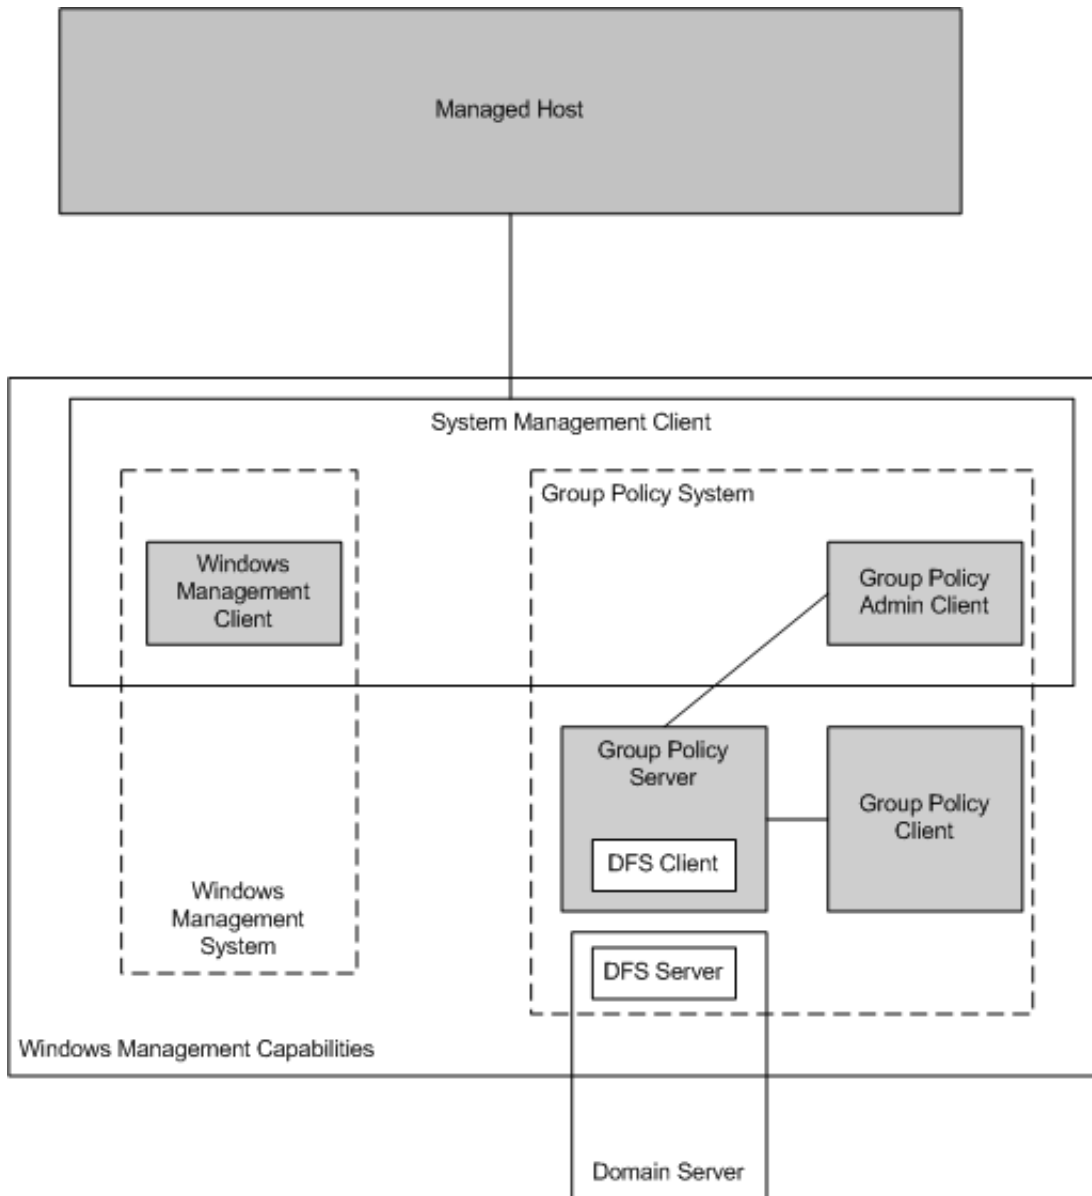 Managed Host
System Management Client
Group Policy System
Windows
Management
Client
Group Policy
Admin Client
Group Policy
Server
Group Policy
Client
DFS Client
Windows
Management
System
DFS Server
Windows Management Capabilities
Domain Server